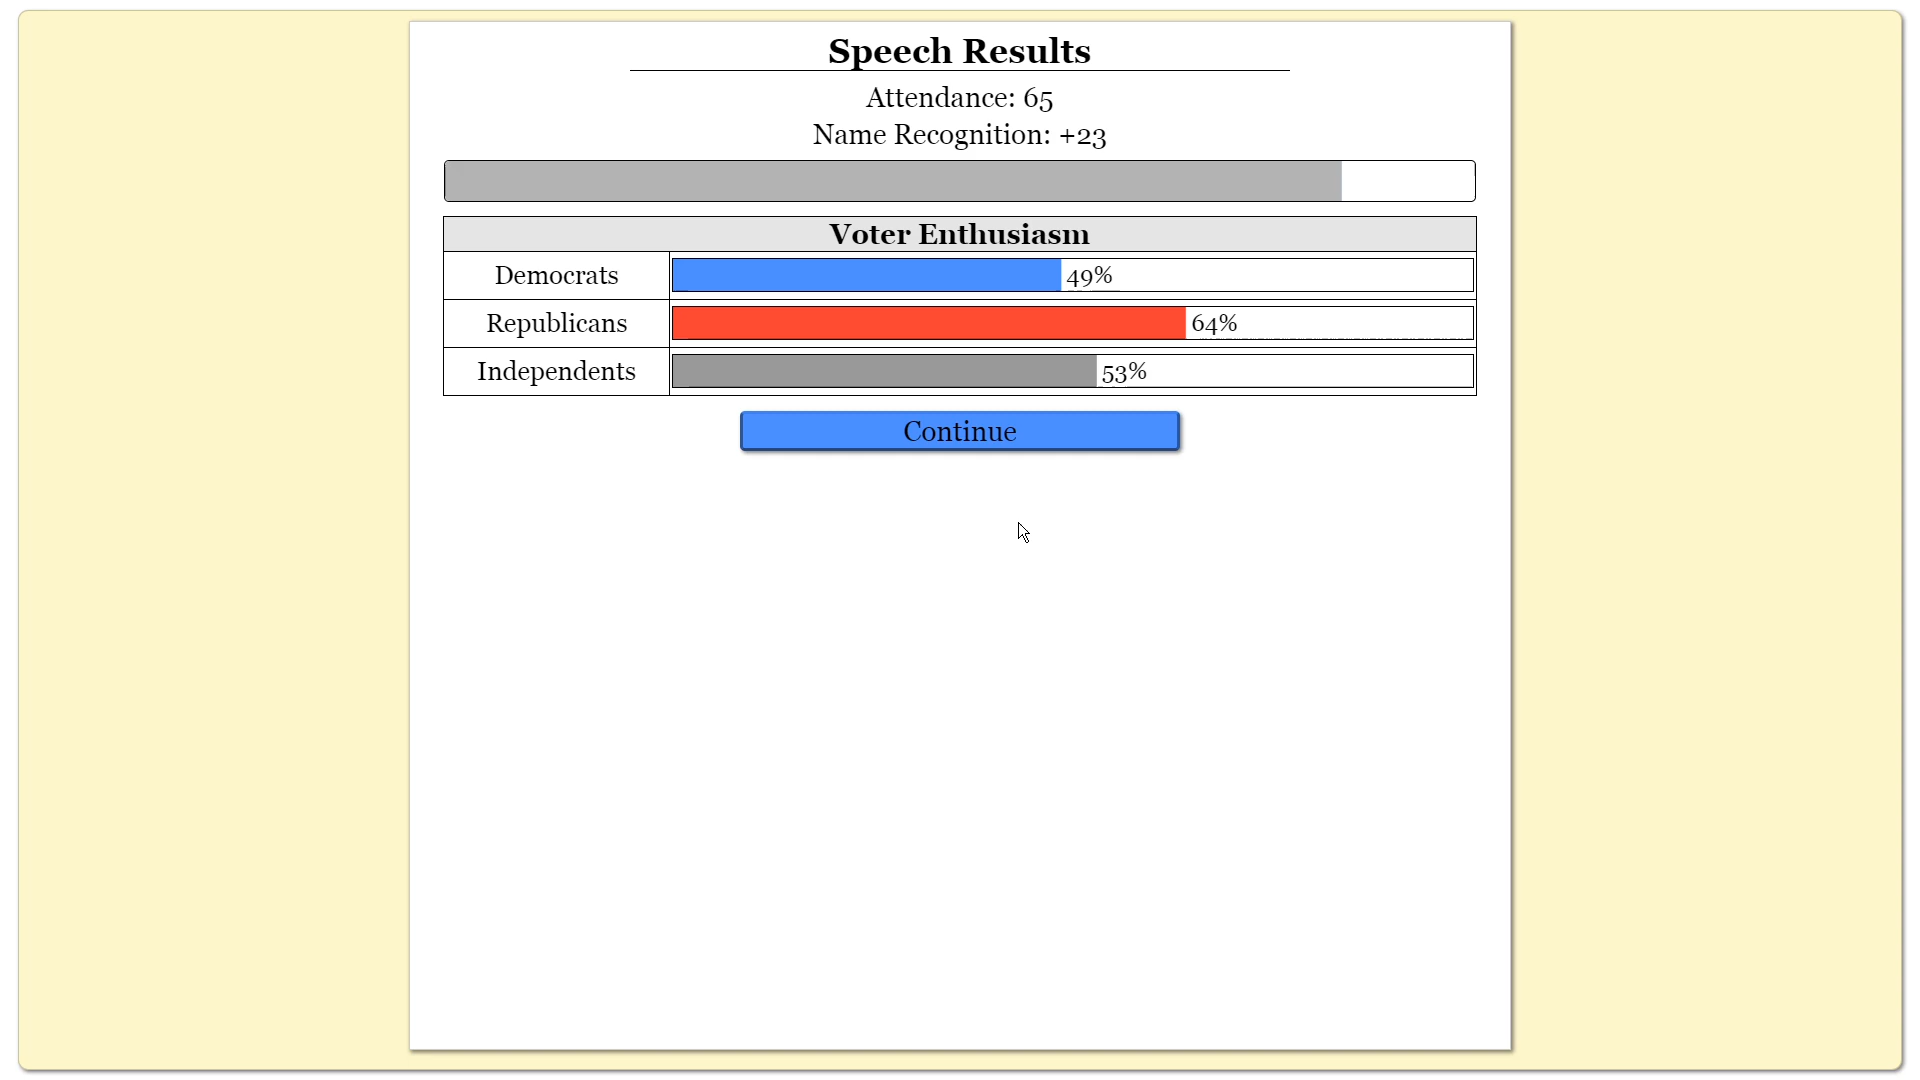 Speech Results
Attendance: 65
Name Recognition: +23
Voter Enthusiasm
Democrats 49%
Republicans 64%
Independents 53%
Continue